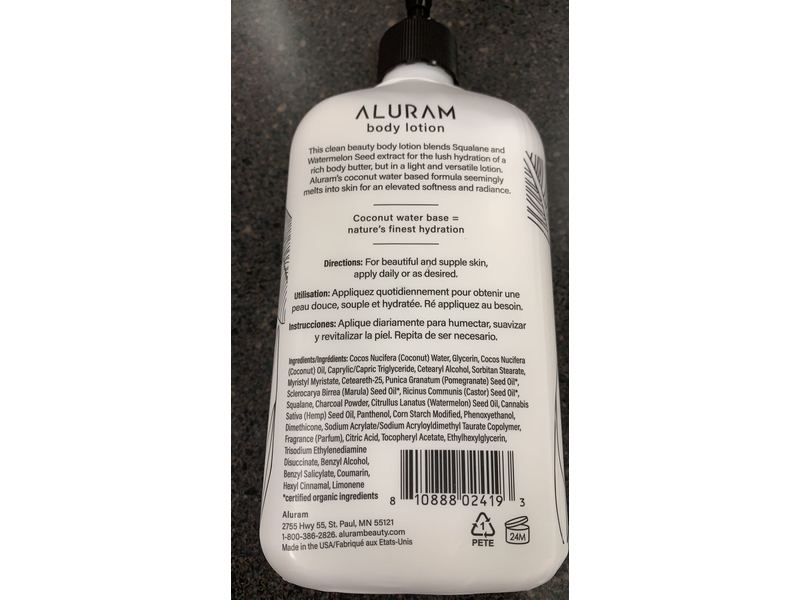 ALURAM
body lotion
This clean beauty body lotion blends Squalane and
Watermelon Seed extract for the lush hydration of a
rich body butter, but in a light and versatile lotion.
Aluram's coconut water based formula seemingly
melts into skin for an elevated softness and radiance.
Coconut water base =
nature's finest hydration
Directions: For beautiful and supple skin,
apply daily or as desired.
Utilisation: Appliquez quotidiennement pour obtenir une
peau douce, souple et hydratée. Ré appliquez au besoin.
Instrucciones: Aplique diariamente para humectar, suavizar
y revitalizar la piel. Repita de ser necesario.
Ingredients/Ingrédients: Cocos Nucifera (Coconut) Water, Glycerin, Cocos Nucifera
(Coconut) Oil, Caprylic/Capric Triglyceride, Cetearyl Alcohol, Sorbitan Stearate,
Myristyl Myristate, Ceteareth-25, Punica Granatum (Pomegranate) Seed Oil*,
Sclerocarya Birrea (Marula) Seed Oil*, Ricinus Communis (Castor) Seed Oil*,
Squalane, Charcoal Powder, Citrullus Lanatus (Watermelon) Seed Oil, Cannabis
Sativa (Hemp) Seed Oil, Panthenol, Corn Starch Modified, Phenoxyethanol,
Dimethicone, Sodium Acrylate/Sodium Acryloyldimethyl Taurate Copolymer,
Fragrance (Parfum), Citric Acid, Tocopheryl Acetate, Ethylhexylglycerin,
Trisodium Ethylenediamine
Disuccinate, Benzyl Alcohol,
Benzyl Salicylate, Coumarin,
Hexyl Cinnamal, Limonene
*certified organic ingredients
8 10888 02419 3
Aluram
2755 Hwy 55, St. Paul, MN 55121
1-800-386-2826. alurambeauty.com
Made in the USA/Fabriqué aux Etats-Unis
1
PETE
24M